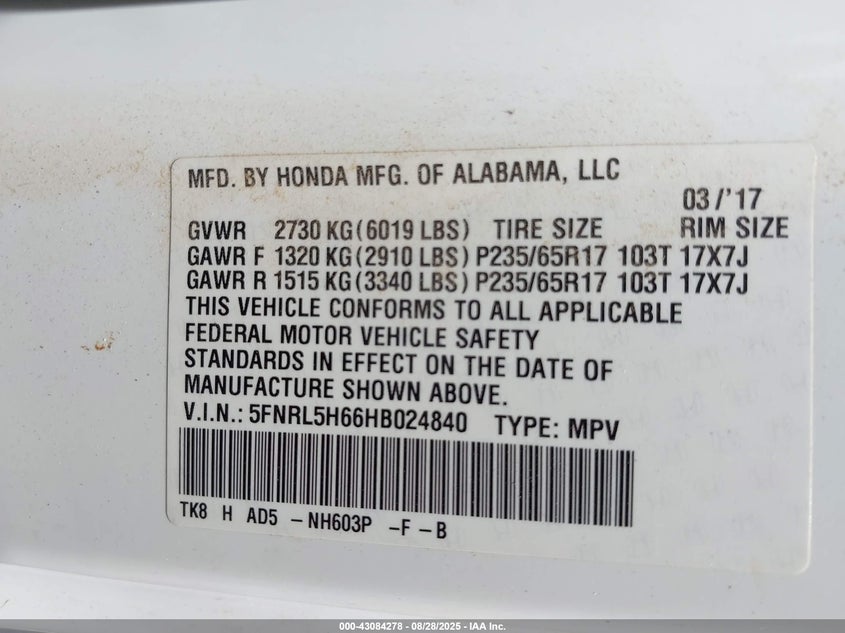 MFD. BY HONDA MFG. OF ALABAMA, LLC
03/'17
GVWR 2730 KG (6019 LBS) TIRE SIZE RIM SIZE
GAWR F 1320 KG (2910 LBS) P235/65R17 103T 17X7J
GAWR R 1515 KG (3340 LBS) P235/65R17 103T 17X7J
THIS VEHICLE CONFORMS TO ALL APPLICABLE
FEDERAL MOTOR VEHICLE SAFETY
STANDARDS IN EFFECT ON THE DATE OF
MANUFACTURE SHOWN ABOVE.
V.I.N.: 5FNRL5H66HB024840 TYPE: MPV
TK8 H AD5 -NH603P -F -B
000-43084278 - 08/28/2025 - IAA Inc.